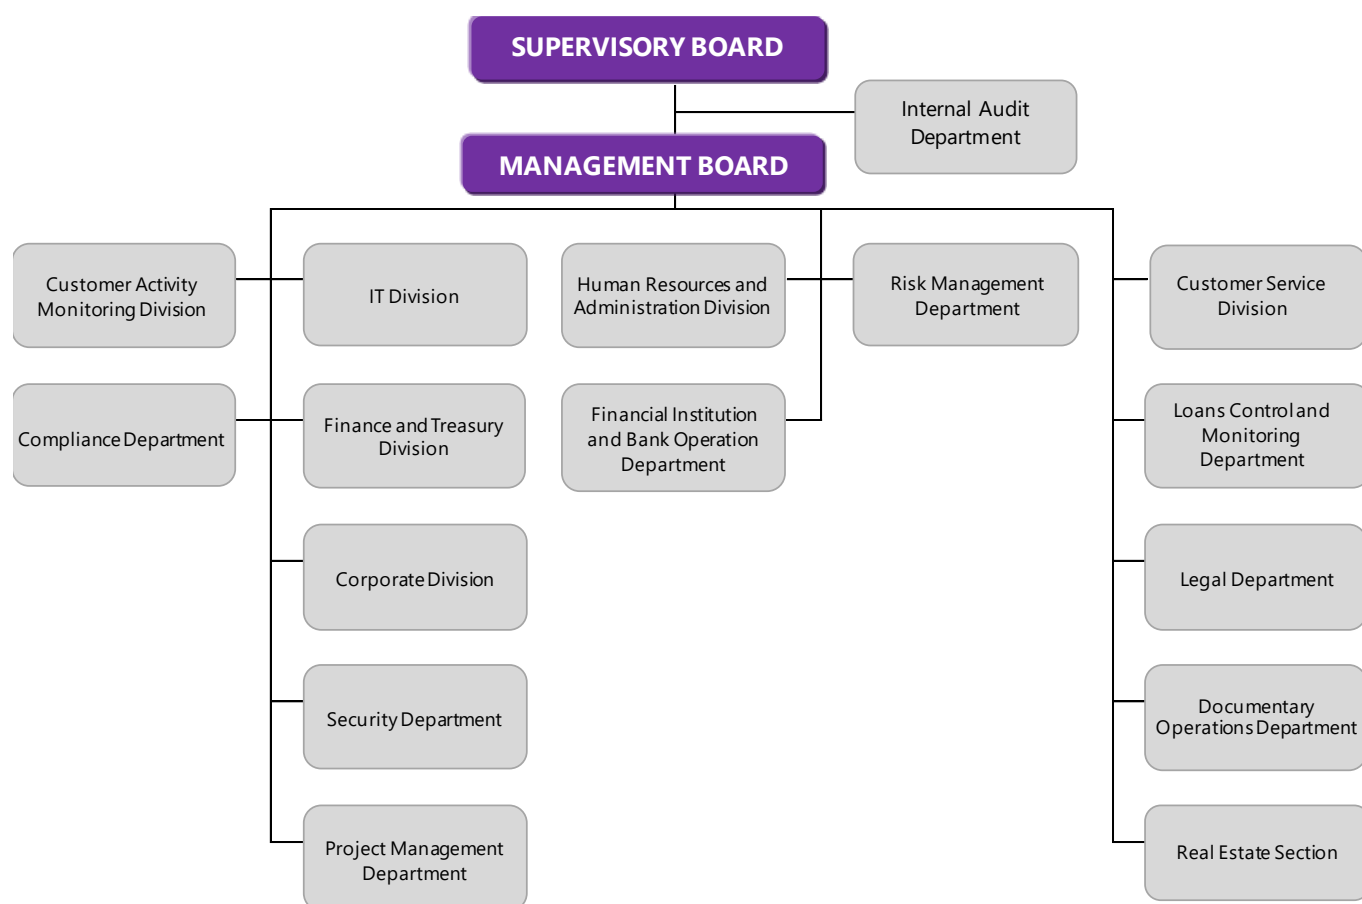 SUPERVISORY BOARD
Internal Audit
Department
MANAGEMENT BOARD
Customer Activity
Monitoring Division
IT Division
Human Resources and
Administration Division
Risk Management
Department
Customer Service
Division
Compliance Department
Finance and Treasury
Division
Financial Institution
and Bank Operation
Department
Loans Control and
Monitoring
Department
Corporate Division
Legal Department
Security Department
Documentary
Operations Department
Project Management
Department
Real Estate Section